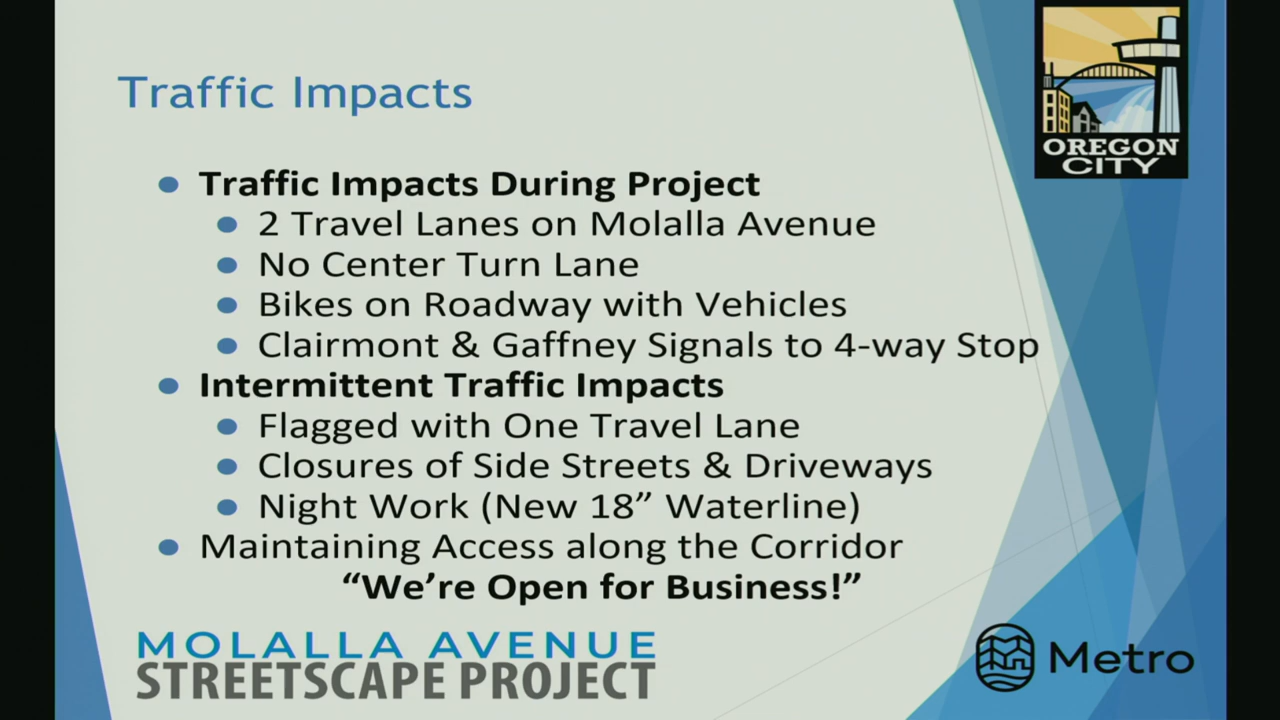 Traffic Impacts
OREGON
CITY
Traffic Impacts During Project
2 Travel Lanes on Molalla Avenue
No Center Turn Lane
Bikes on Roadway with Vehicles
Clairmont & Gaffney Signals to 4-way Stop
Intermittent Traffic Impacts
Flagged with One Travel Lane
Closures of Side Streets & Driveways
Night Work (New 18” Waterline)
Maintaining Access along the Corridor
“We’re Open for Business!”
MOLALLA AVENUE
STREETSCAPE PROJECT
Metro